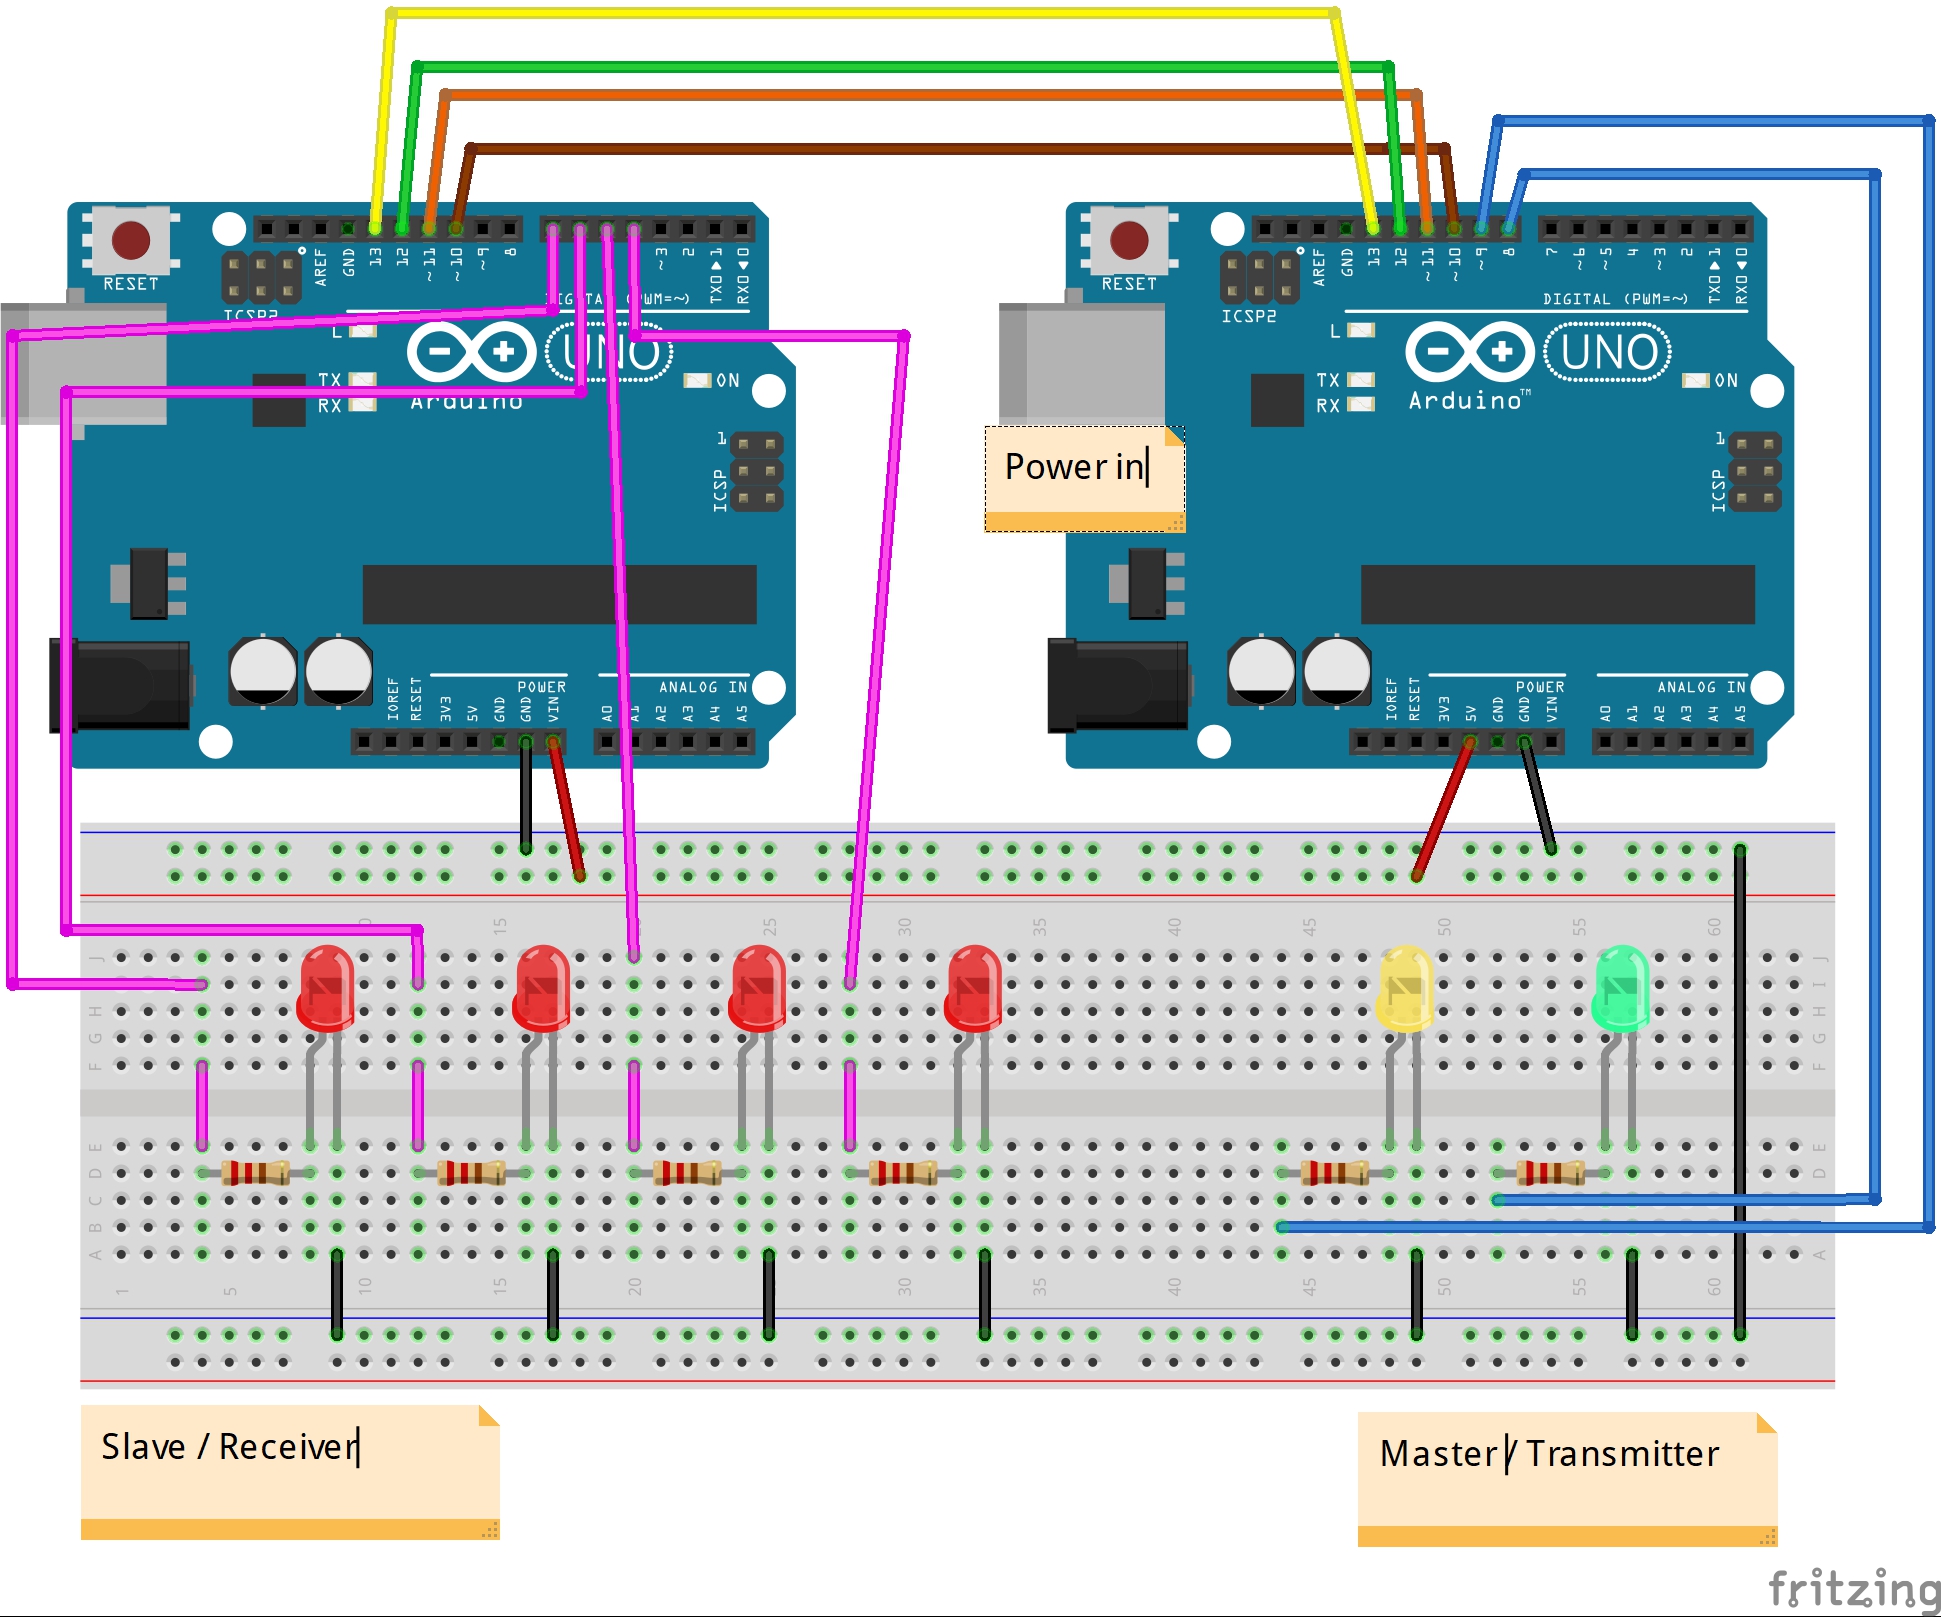 RESET
ICSP2
AREF
GND
13
12
~11
~10
~9
8
~3
2
TX0▶1
RX0◀0
DIGITAL (PWM=~)
L
TX
RX
UNO
Arduino
ON
1
ICSP
IOREF
RESET
3V3
5V
GND
GND
VIN
POWER
A0
A1
A2
A3
A4
A5
ANALOG IN
RESET
ICSP2
AREF
GND
13
12
~11
~10
~9
8
7
~6
~5
4
~3
2
TX0▶1
RX0◀0
DIGITAL (PWM=~)
L
TX
RX
UNO
Arduino™
ON
1
ICSP
Power in
IOREF
RESET
3V3
5V
GND
GND
VIN
POWER
A0
A1
A2
A3
A4
A5
ANALOG IN
15 25 30 35 40 45 50 55 60
J J
I
H H
G G
F F
E E
D D
C C
B
A A
1 5 10 15 20 25 30 35 40 45 50 55 60
Slave / Receiver
Master / Transmitter
fritzing